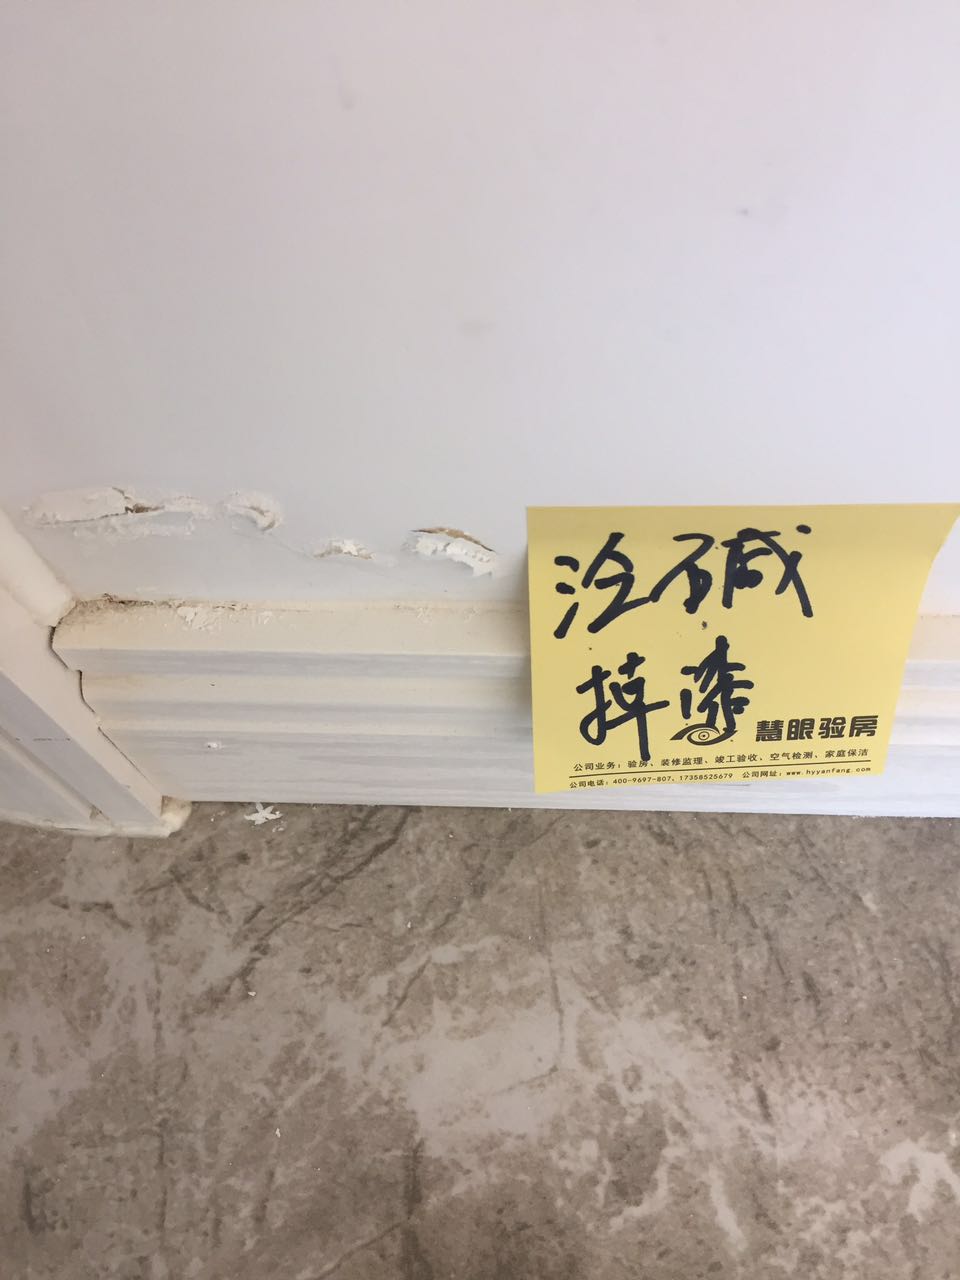 泛碱
掉漆
慧眼验房
公司业务：验房、装修监理、竣工验收、空气检测、家庭保洁
公司电话：400-9697-807，17358525679 公司网址：www.hyyanfang.com